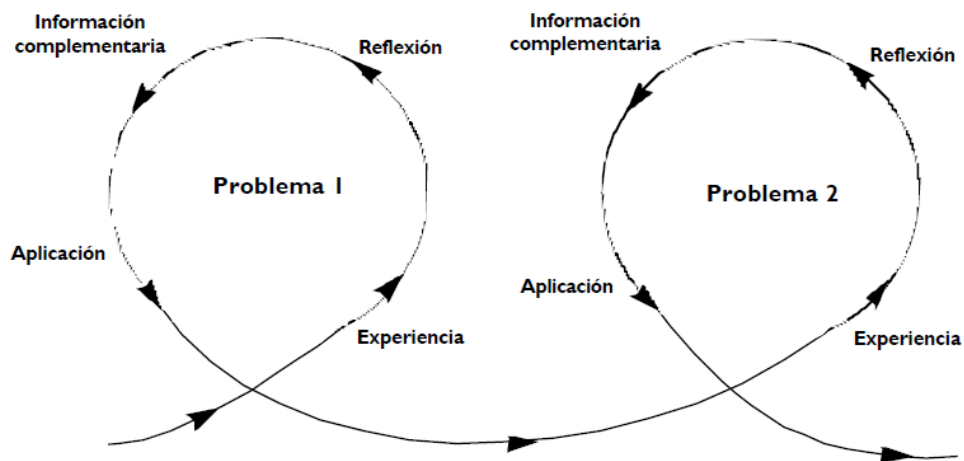 Información
complementaria
Reflexión
Problema 1
Aplicación
Experiencia
Información
complementaria
Reflexión
Problema 2
Aplicación
Experiencia